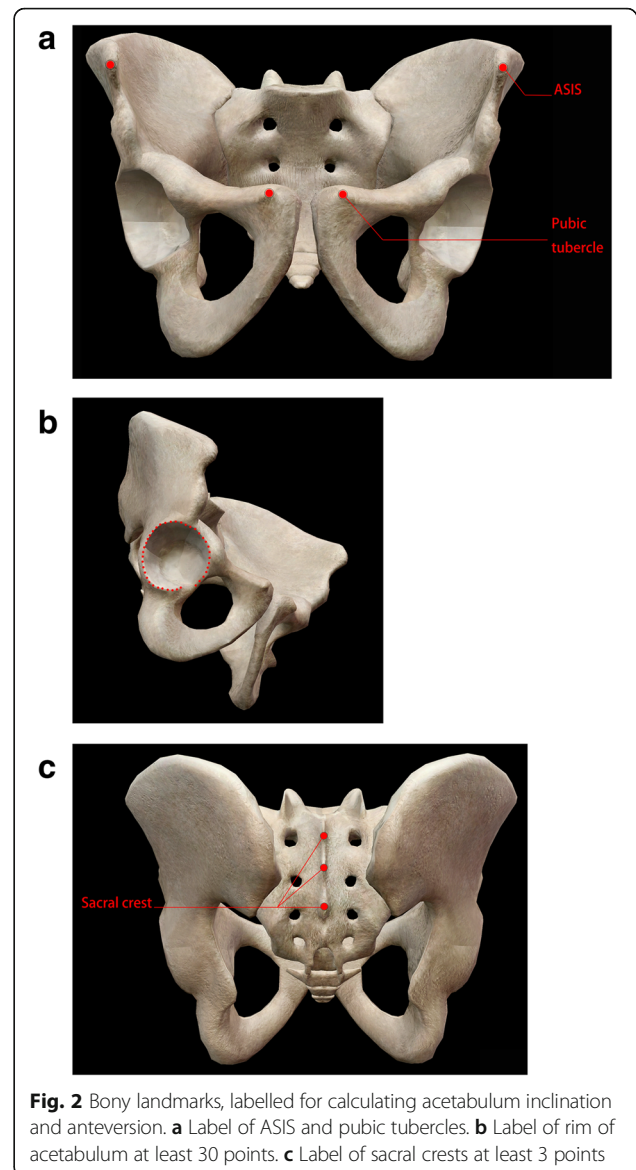 a
ASIS
Pubic
tubercle
b
c
Sacral crest
Fig. 2 Bony landmarks, labelled for calculating acetabulum inclination
and anteversion. a Label of ASIS and pubic tubercles. b Label of rim of
acetabulum at least 30 points. c Label of sacral crests at least 3 points